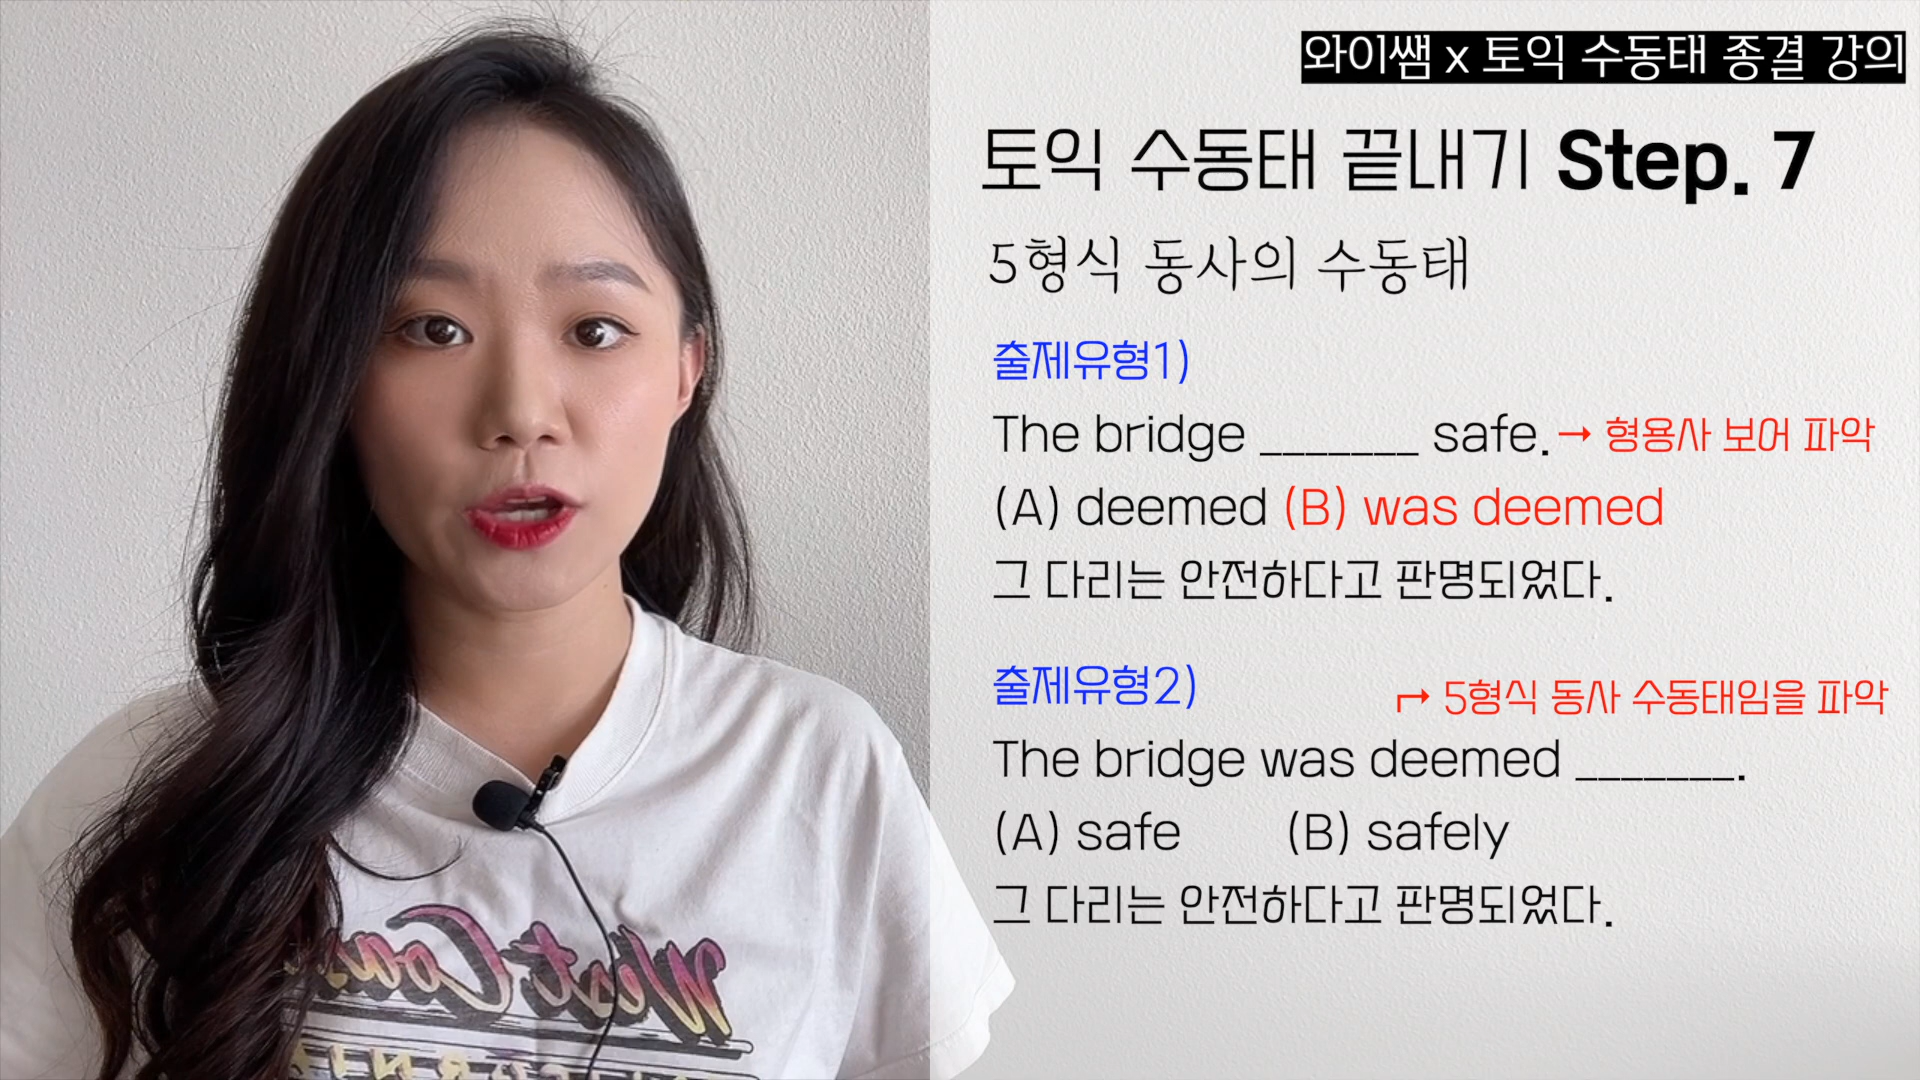 와이쌤 x 토익 수동태 종결 강의
토익 수동태 끝내기 Step. 7
5형식 동사의 수동태
출제유형1)
The bridge _______ safe. → 형용사 보어 파악
(A) deemed (B) was deemed
그 다리는 안전하다고 판명되었다.
출제유형2)
↱ 5형식 동사 수동태임을 파악
The bridge was deemed _______.
(A) safe (B) safely
그 다리는 안전하다고 판명되었다.
West Coast